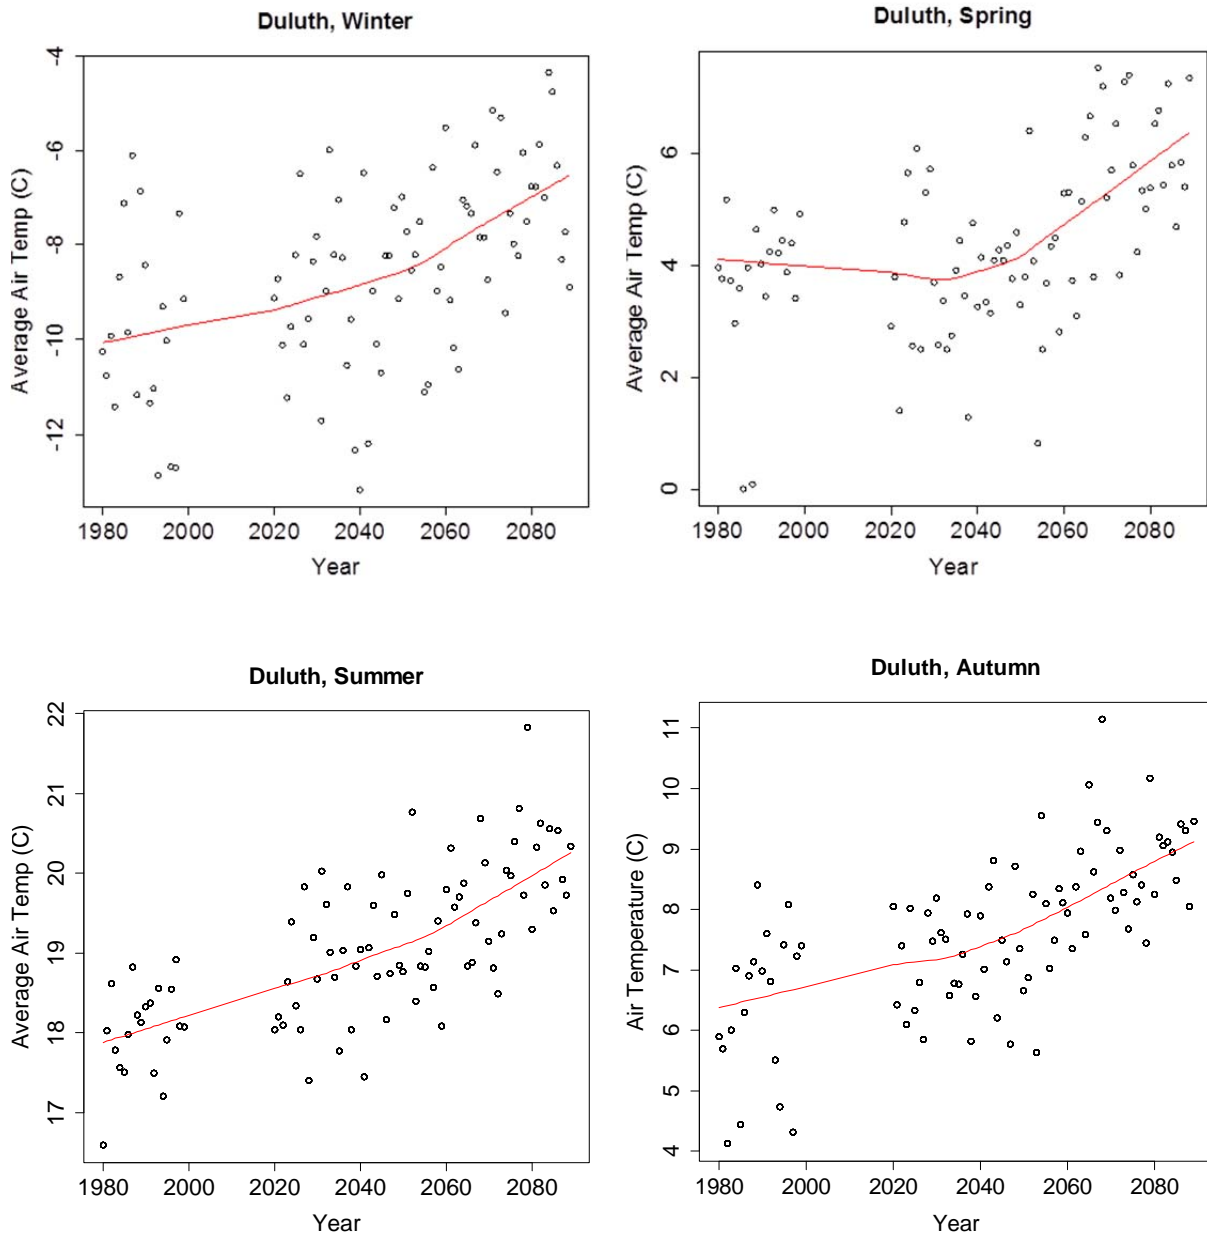 Duluth, Winter
Average Air Temp (C)
-4
-6
-8
-10
-12
1980 2000 2020 2040 2060 2080
Year
Duluth, Spring
Average Air Temp (C)
6
4
2
0
1980 2000 2020 2040 2060 2080
Year
Duluth, Summer
Average Air Temp (C)
22
21
20
19
18
17
1980 2000 2020 2040 2060 2080
Year
Duluth, Autumn
Air Temperature (C)
11
10
9
8
7
6
5
4
1980 2000 2020 2040 2060 2080
Year